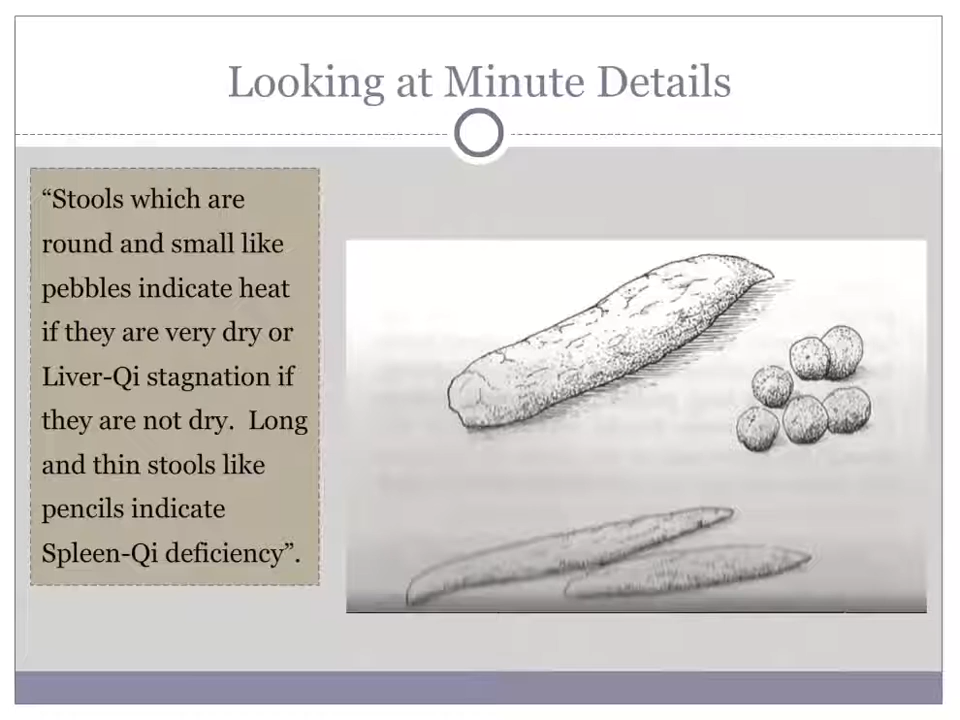 Looking at Minute Details
“Stools which are
round and small like
pebbles indicate heat
if they are very dry or
Liver-Qi stagnation if
they are not dry.  Long
and thin stools like
pencils indicate
Spleen-Qi deficiency”.